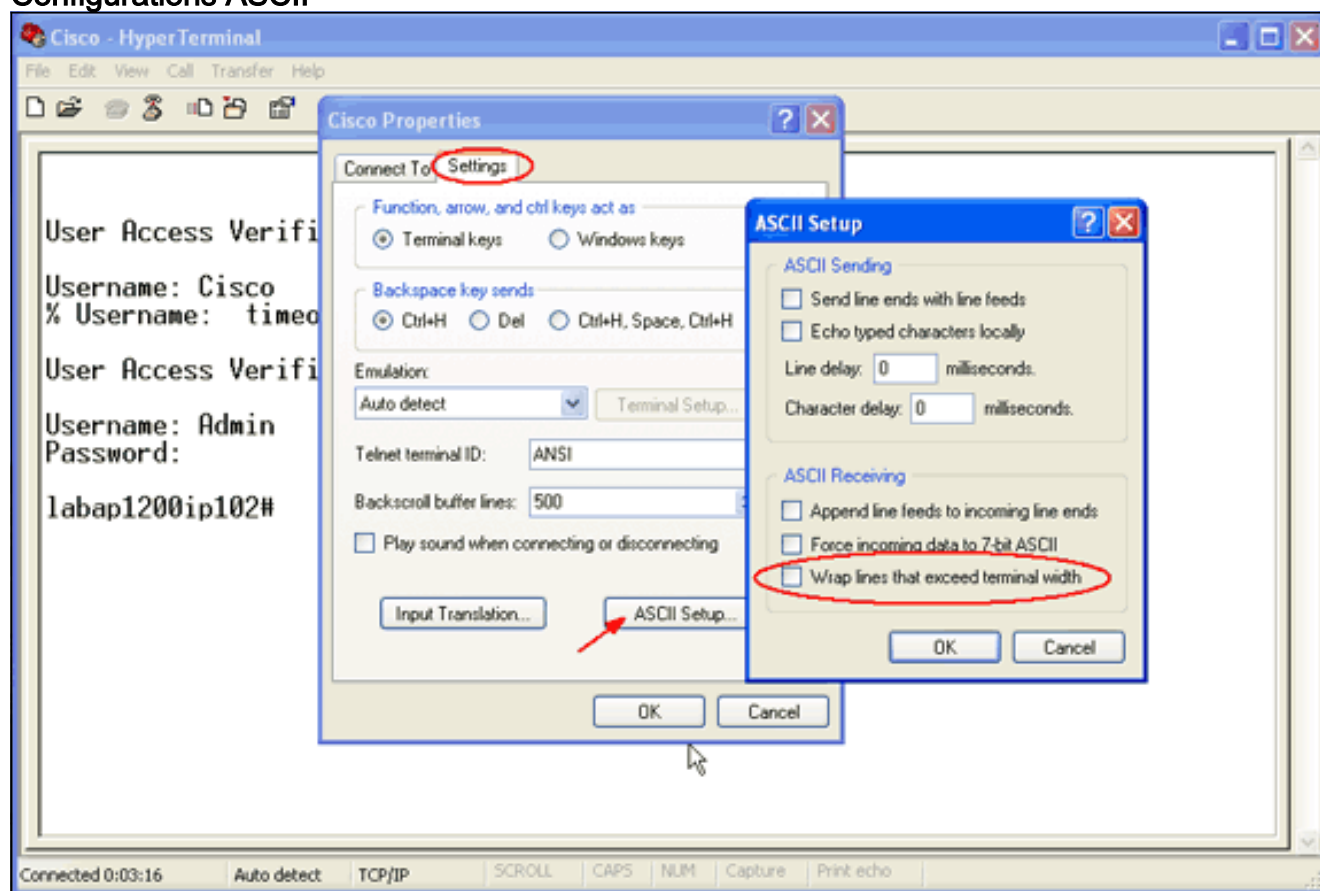 Configurations ASCII
Cisco - HyperTerminal
File Edit View Call Transfer Help
User Access Verifi
Username: Cisco
% Username: timeo
User Access Verifi
Username: Admin
Password:
labap1200ip102#
Cisco Properties
Connect To Settings
Function, arrow, and ctrl keys act as
Terminal keys Windows keys
Backspace key sends
Ctrl+H Del Ctrl+H, Space, Ctrl+H
Emulation:
Auto detect Terminal Setup...
Telnet terminal ID: ANSI
Backscroll buffer lines: 500
Play sound when connecting or disconnecting
Input Translation... ASCII Setup...
OK Cancel
ASCII Setup
ASCII Sending
Send line ends with line feeds
Echo typed characters locally
Line delay: 0 milliseconds.
Character delay: 0 milliseconds.
ASCII Receiving
Append line feeds to incoming line ends
Force incoming data to 7-bit ASCII
Wrap lines that exceed terminal width
OK Cancel
Connected 0:03:16 Auto detect TCP/IP SCROLL CAPS NUM Capture Print echo